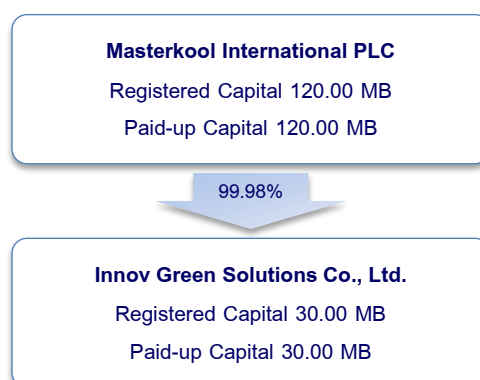 Masterkool International PLC
Registered Capital 120.00 MB
Paid-up Capital 120.00 MB
99.98%
Innov Green Solutions Co., Ltd.
Registered Capital 30.00 MB
Paid-up Capital 30.00 MB